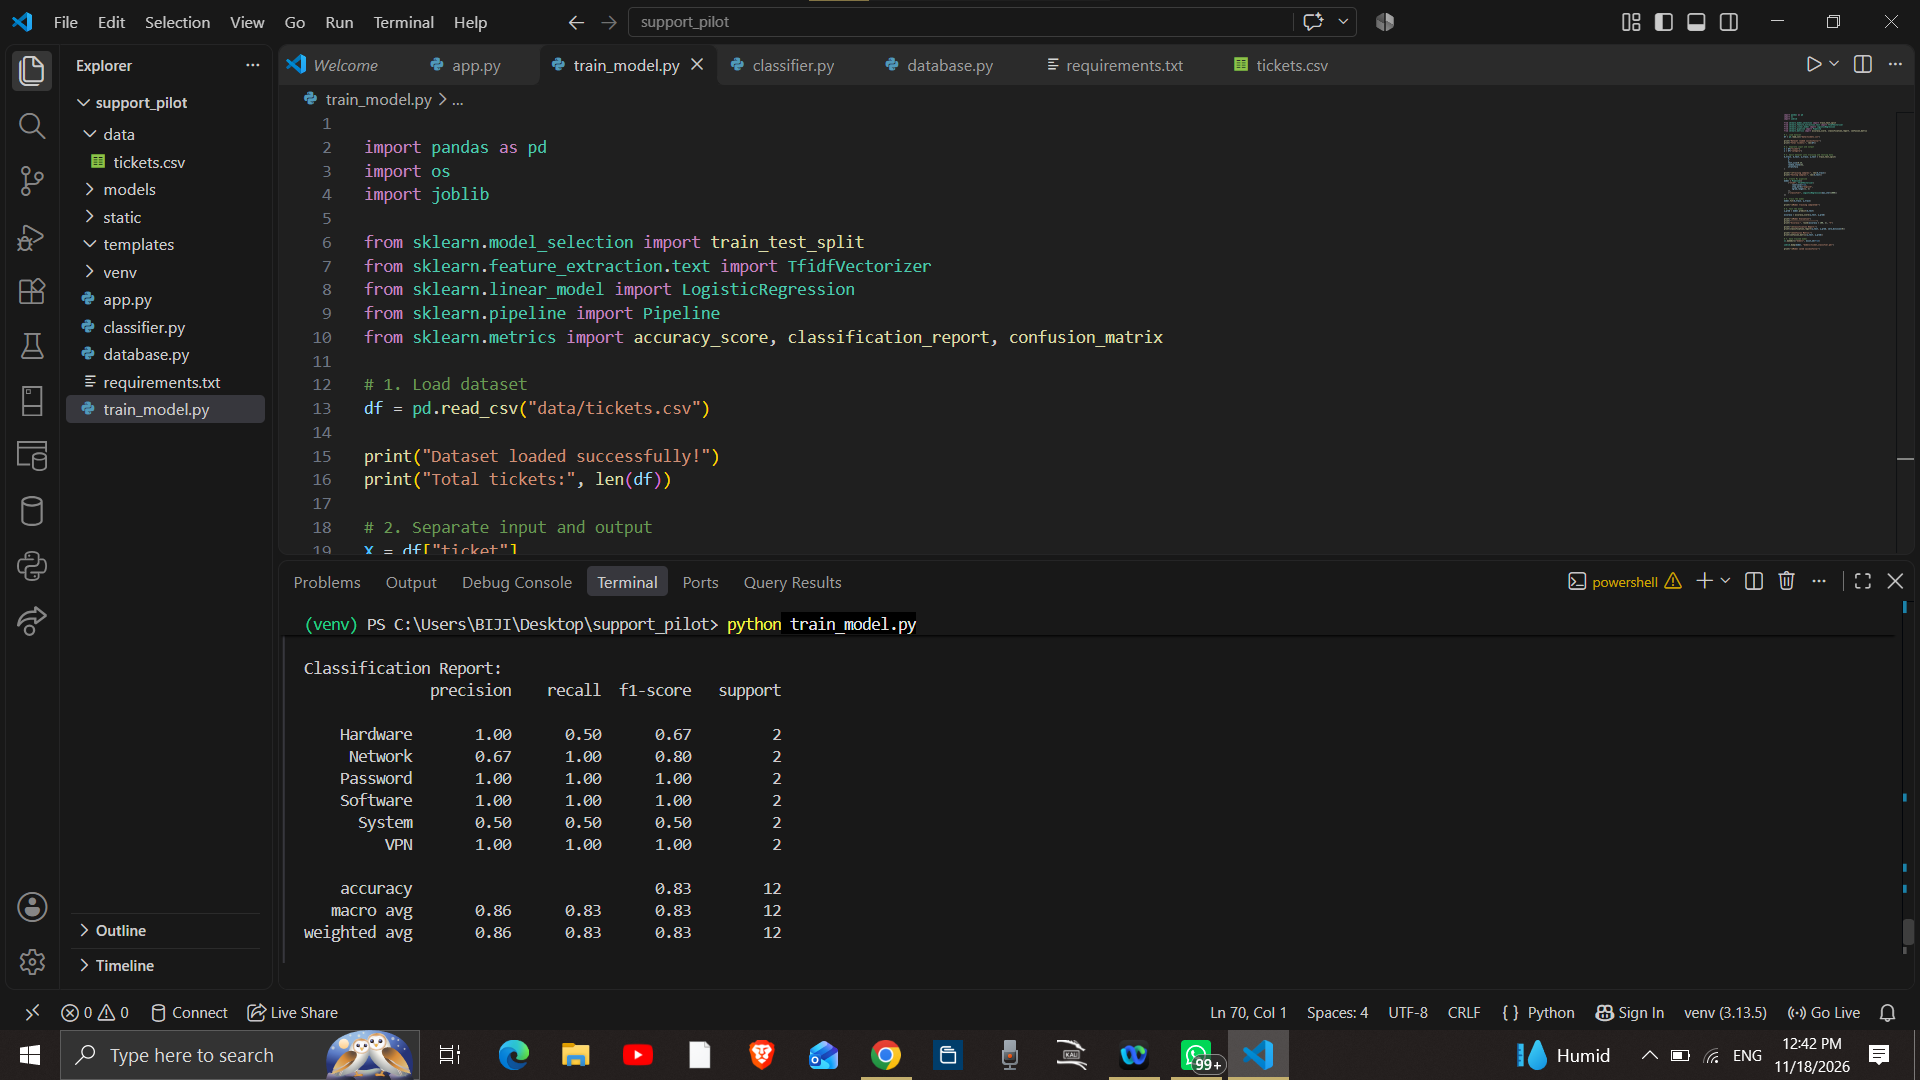 File Edit Selection View Go Run Terminal Help
support_pilot
Explorer
support_pilot
data
tickets.csv
models
static
templates
venv
app.py
classifier.py
database.py
requirements.txt
train_model.py
Outline
Timeline
Welcome app.py train_model.py classifier.py database.py requirements.txt tickets.csv
train_model.py > ...
1
2 import pandas as pd
3 import os
4 import joblib
5
6 from sklearn.model_selection import train_test_split
7 from sklearn.feature_extraction.text import TfidfVectorizer
8 from sklearn.linear_model import LogisticRegression
9 from sklearn.pipeline import Pipeline
10 from sklearn.metrics import accuracy_score, classification_report, confusion_matrix
11
12 # 1. Load dataset
13 df = pd.read_csv("data/tickets.csv")
14
15 print("Dataset loaded successfully!")
16 print("Total tickets:", len(df))
17
18 # 2. Separate input and output
19 X = df["ticket"]
Problems Output Debug Console Terminal Ports Query Results
powershell
(venv) PS C:\Users\BIJI\Desktop\support_pilot> python train_model.py
Classification Report:
precision recall f1-score support
Hardware 1.00 0.50 0.67 2
Network 0.67 1.00 0.80 2
Password 1.00 1.00 1.00 2
Software 1.00 1.00 1.00 2
System 0.50 0.50 0.50 2
VPN 1.00 1.00 1.00 2
accuracy 0.83 12
macro avg 0.86 0.83 0.83 12
weighted avg 0.86 0.83 0.83 12
0 0 Connect Live Share Ln 70, Col 1 Spaces: 4 UTF-8 CRLF { } Python Sign In venv (3.13.5) Go Live
Type here to search
99+
Humid
ENG
12:42 PM
11/18/2026